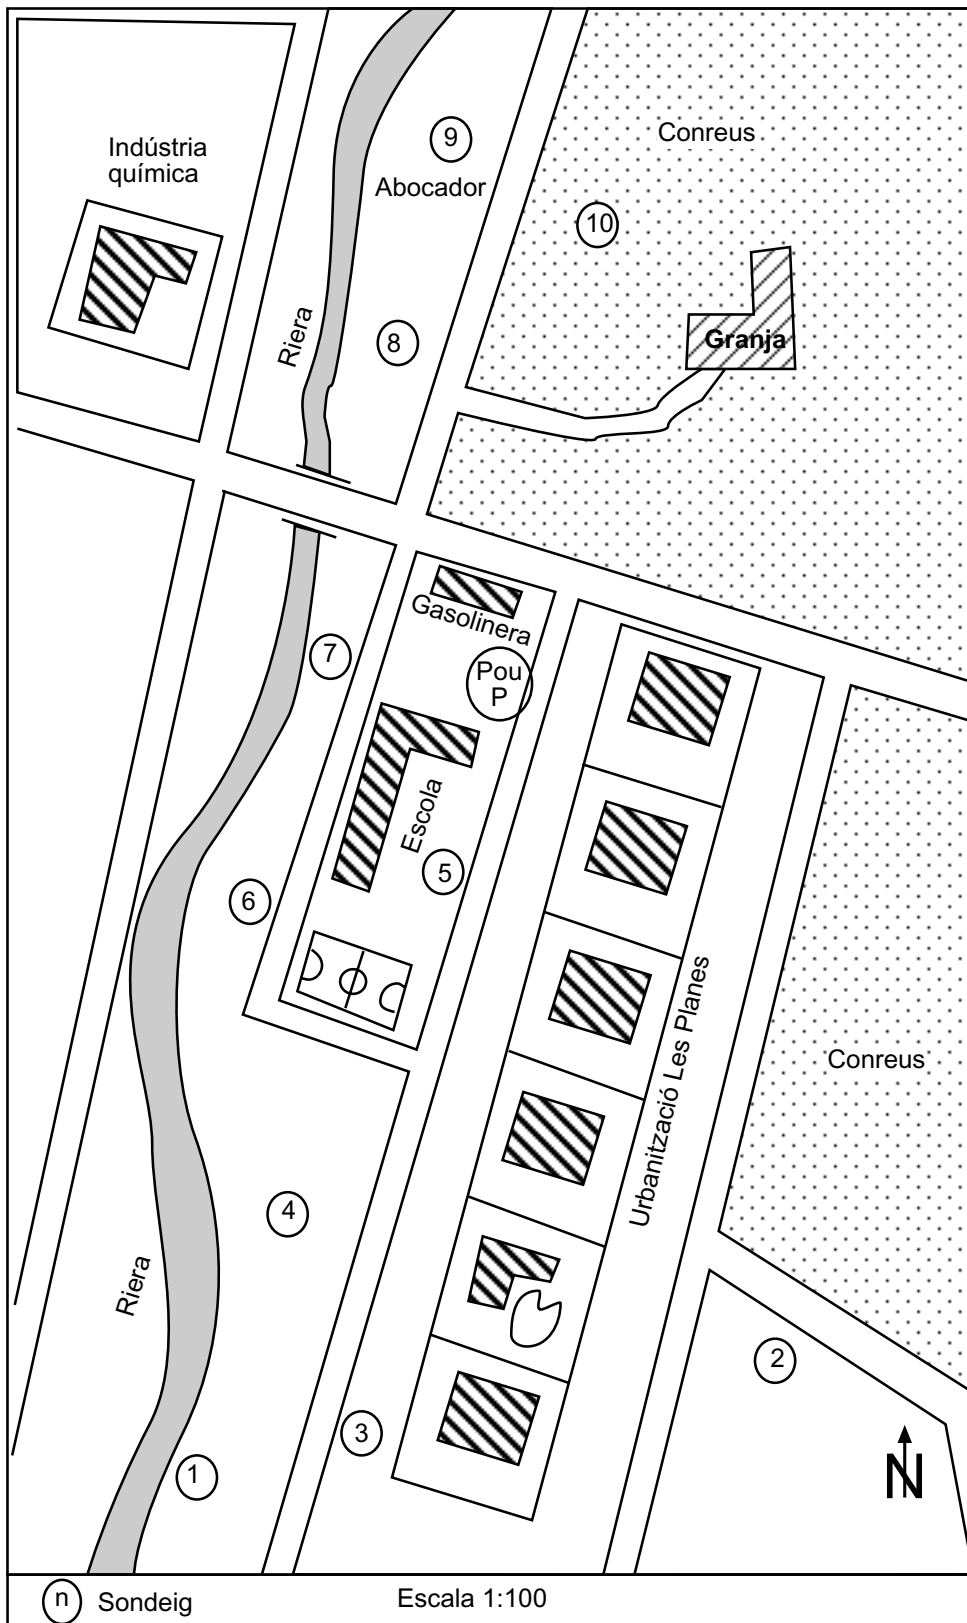 9
Conreus
Indústria
química
Abocador
10
Riera
8
Granja
Gasolinera
7
Pou
P
Escola
5
6
Urbanització Les Planes
Conreus
4
Riera
2
3
1
N
n Sondeig
Escala 1:100